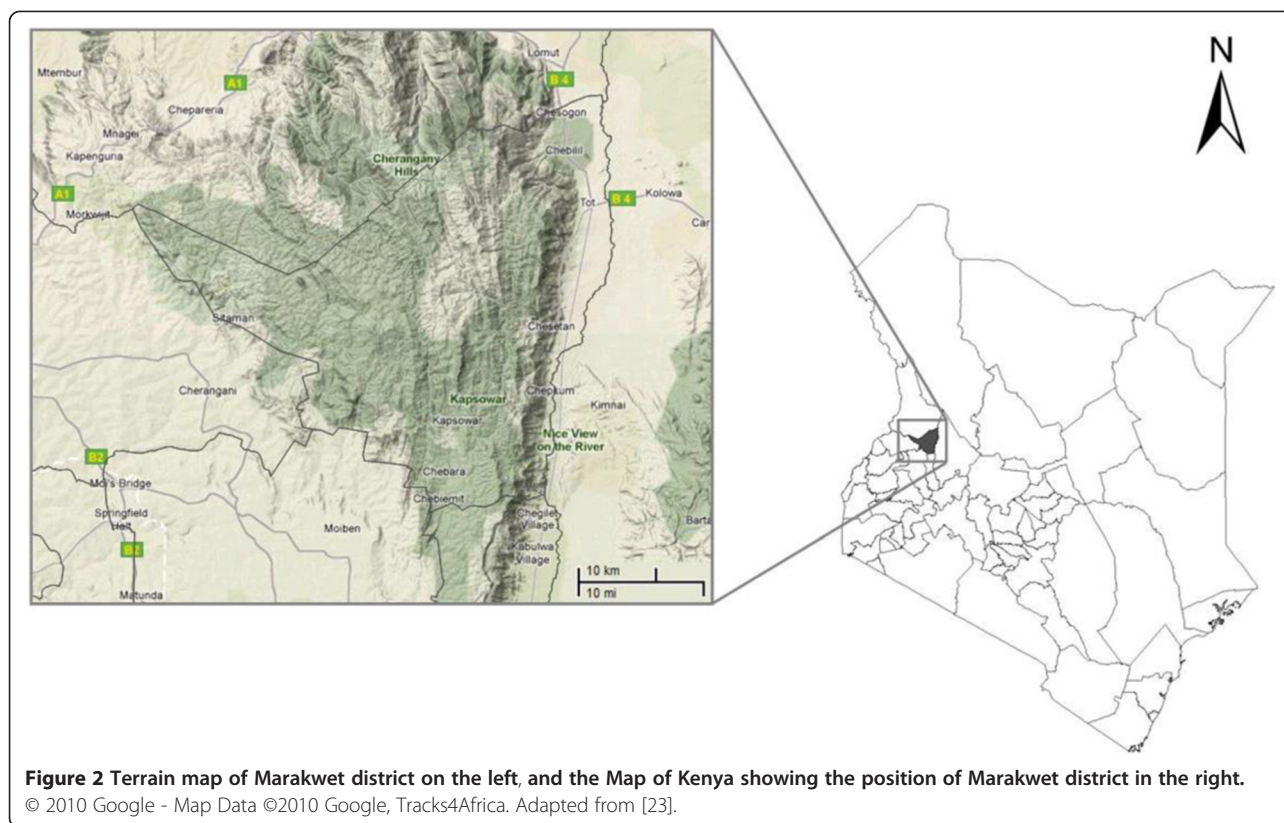 N
Lomut
Mtembur
A1
B 4
Chepareria
Chesogon
Mnagei
Kapenguria
Cherangany
Hills
Chebilil
A1
Tot
B 4
Kolowa
Morkwijit
Car
Sitaman
Chesetan
Cherangani
Chepkum
Kimnai
Kapsowar
Kapsowar
Nice View
on the River
B2
Moi's Bridge
Chebara
Chebiemit
Springfield
Halt
Moiben
Chegilet
Village
Barta
B2
Kabulwa
Village
10 km
10 mi
Matunda
Figure 2 Terrain map of Marakwet district on the left, and the Map of Kenya showing the position of Marakwet district in the right.
© 2010 Google - Map Data ©2010 Google, Tracks4Africa. Adapted from [23].